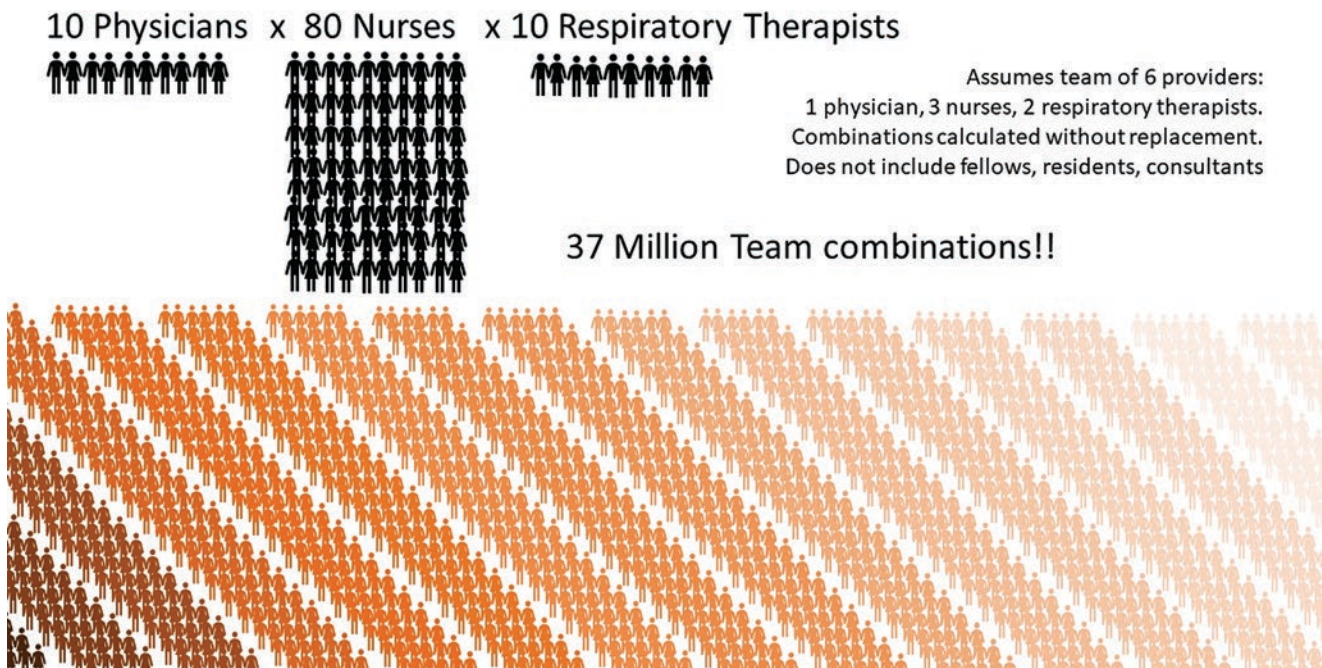 10 Physicians x 80 Nurses x 10 Respiratory Therapists
Assumes team of 6 providers:
1 physician, 3 nurses, 2 respiratory therapists.
Combinations calculated without replacement.
Does not include fellows, residents, consultants
37 Million Team combinations!!